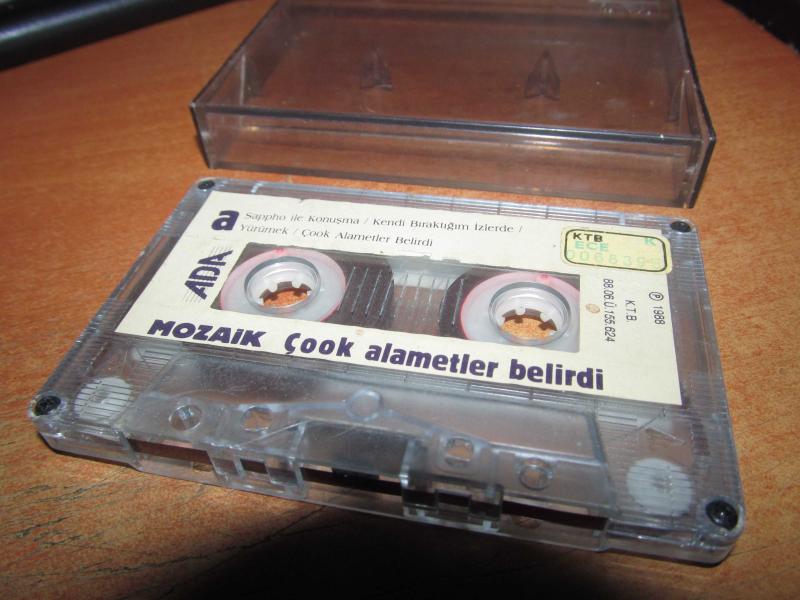 a
Sappho ile Konuşma / Kendi Bıraktığım İzlerde /
Yürümek / Çook Alametler Belirdi
KTB K
ECE
ADA
℗ 1988
K.T.B.
88.06.Ü.155.624
MOZAİK Çook alametler belirdi